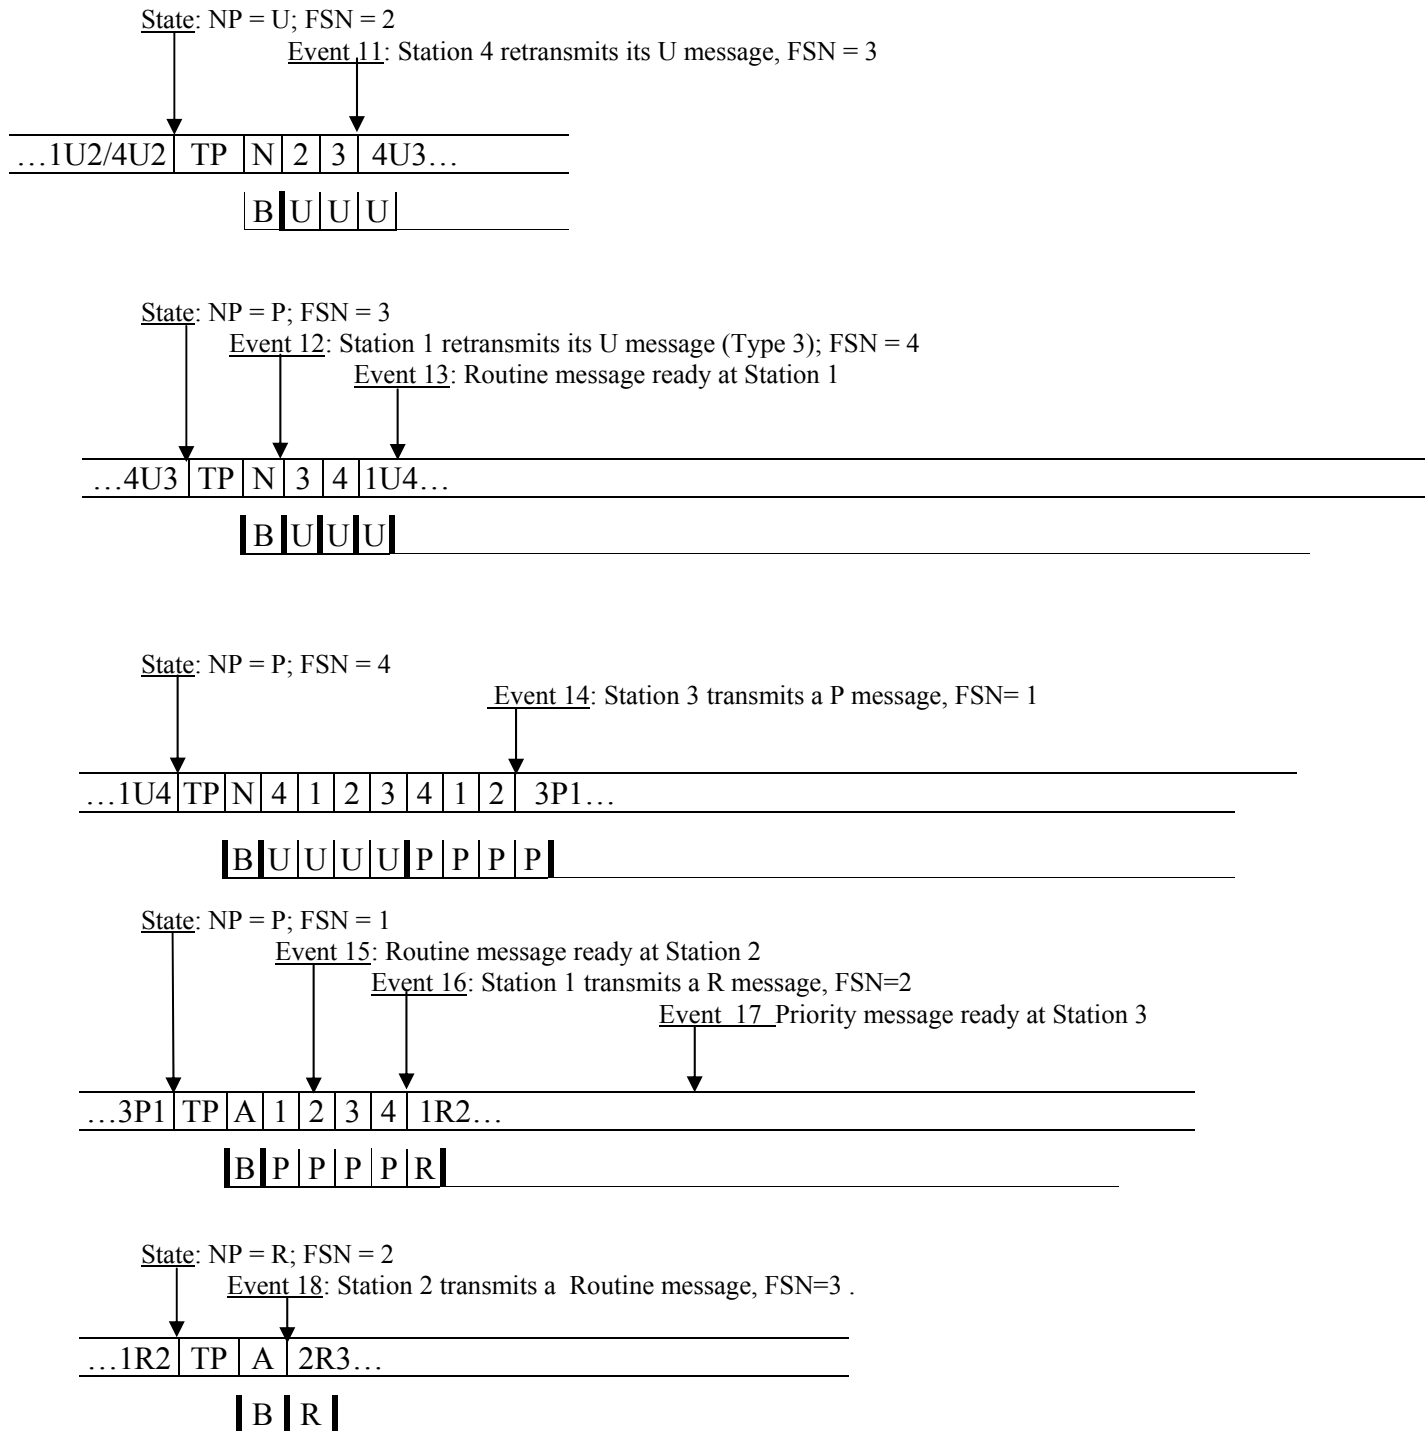 State: NP = U; FSN = 2
Event 11: Station 4 retransmits its U message, FSN = 3
…1U2/4U2 TP N 2 3 4U3…
B U U U
State: NP = P; FSN = 3
Event 12: Station 1 retransmits its U message (Type 3); FSN = 4
Event 13: Routine message ready at Station 1
…4U3 TP N 3 4 1U4…
B U U U
State: NP = P; FSN = 4
Event 14: Station 3 transmits a P message, FSN= 1
…1U4 TP N 4 1 2 3 4 1 2 3P1…
B U U U U P P P P
State: NP = P; FSN = 1
Event 15: Routine message ready at Station 2
Event 16: Station 1 transmits a R message, FSN=2
Event 17 Priority message ready at Station 3
…3P1 TP A 1 2 3 4 1R2…
B P P P P R
State: NP = R; FSN = 2
Event 18: Station 2 transmits a Routine message, FSN=3 .
…1R2 TP A 2R3…
B R